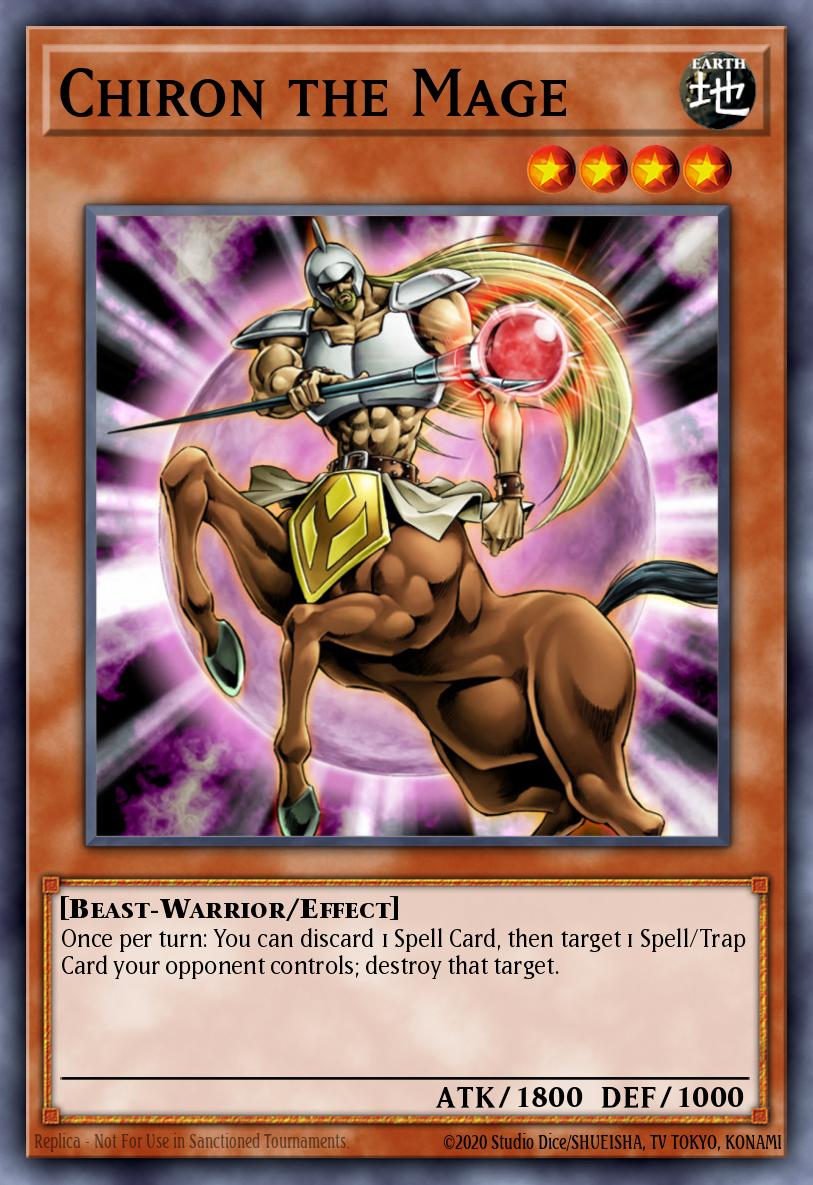 Chiron the Mage
EARTH
地
[Beast-Warrior/Effect]
Once per turn: You can discard 1 Spell Card, then target 1 Spell/Trap
Card your opponent controls; destroy that target.
ATK/1800 DEF/1000
Replica - Not For Use in Sanctioned Tournaments.
©2020 Studio Dice/SHUEISHA, TV TOKYO, KONAMI